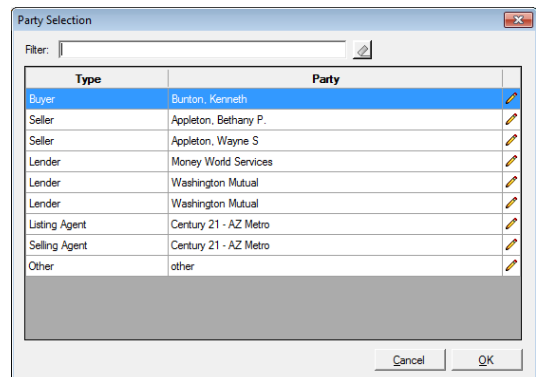 Party Selection
Filter:
Type Party
Buyer Bunton, Kenneth
Seller Appleton, Bethany P.
Seller Appleton, Wayne S
Lender Money World Services
Lender Washington Mutual
Lender Washington Mutual
Listing Agent Century 21 - AZ Metro
Selling Agent Century 21 - AZ Metro
Other other
Cancel OK